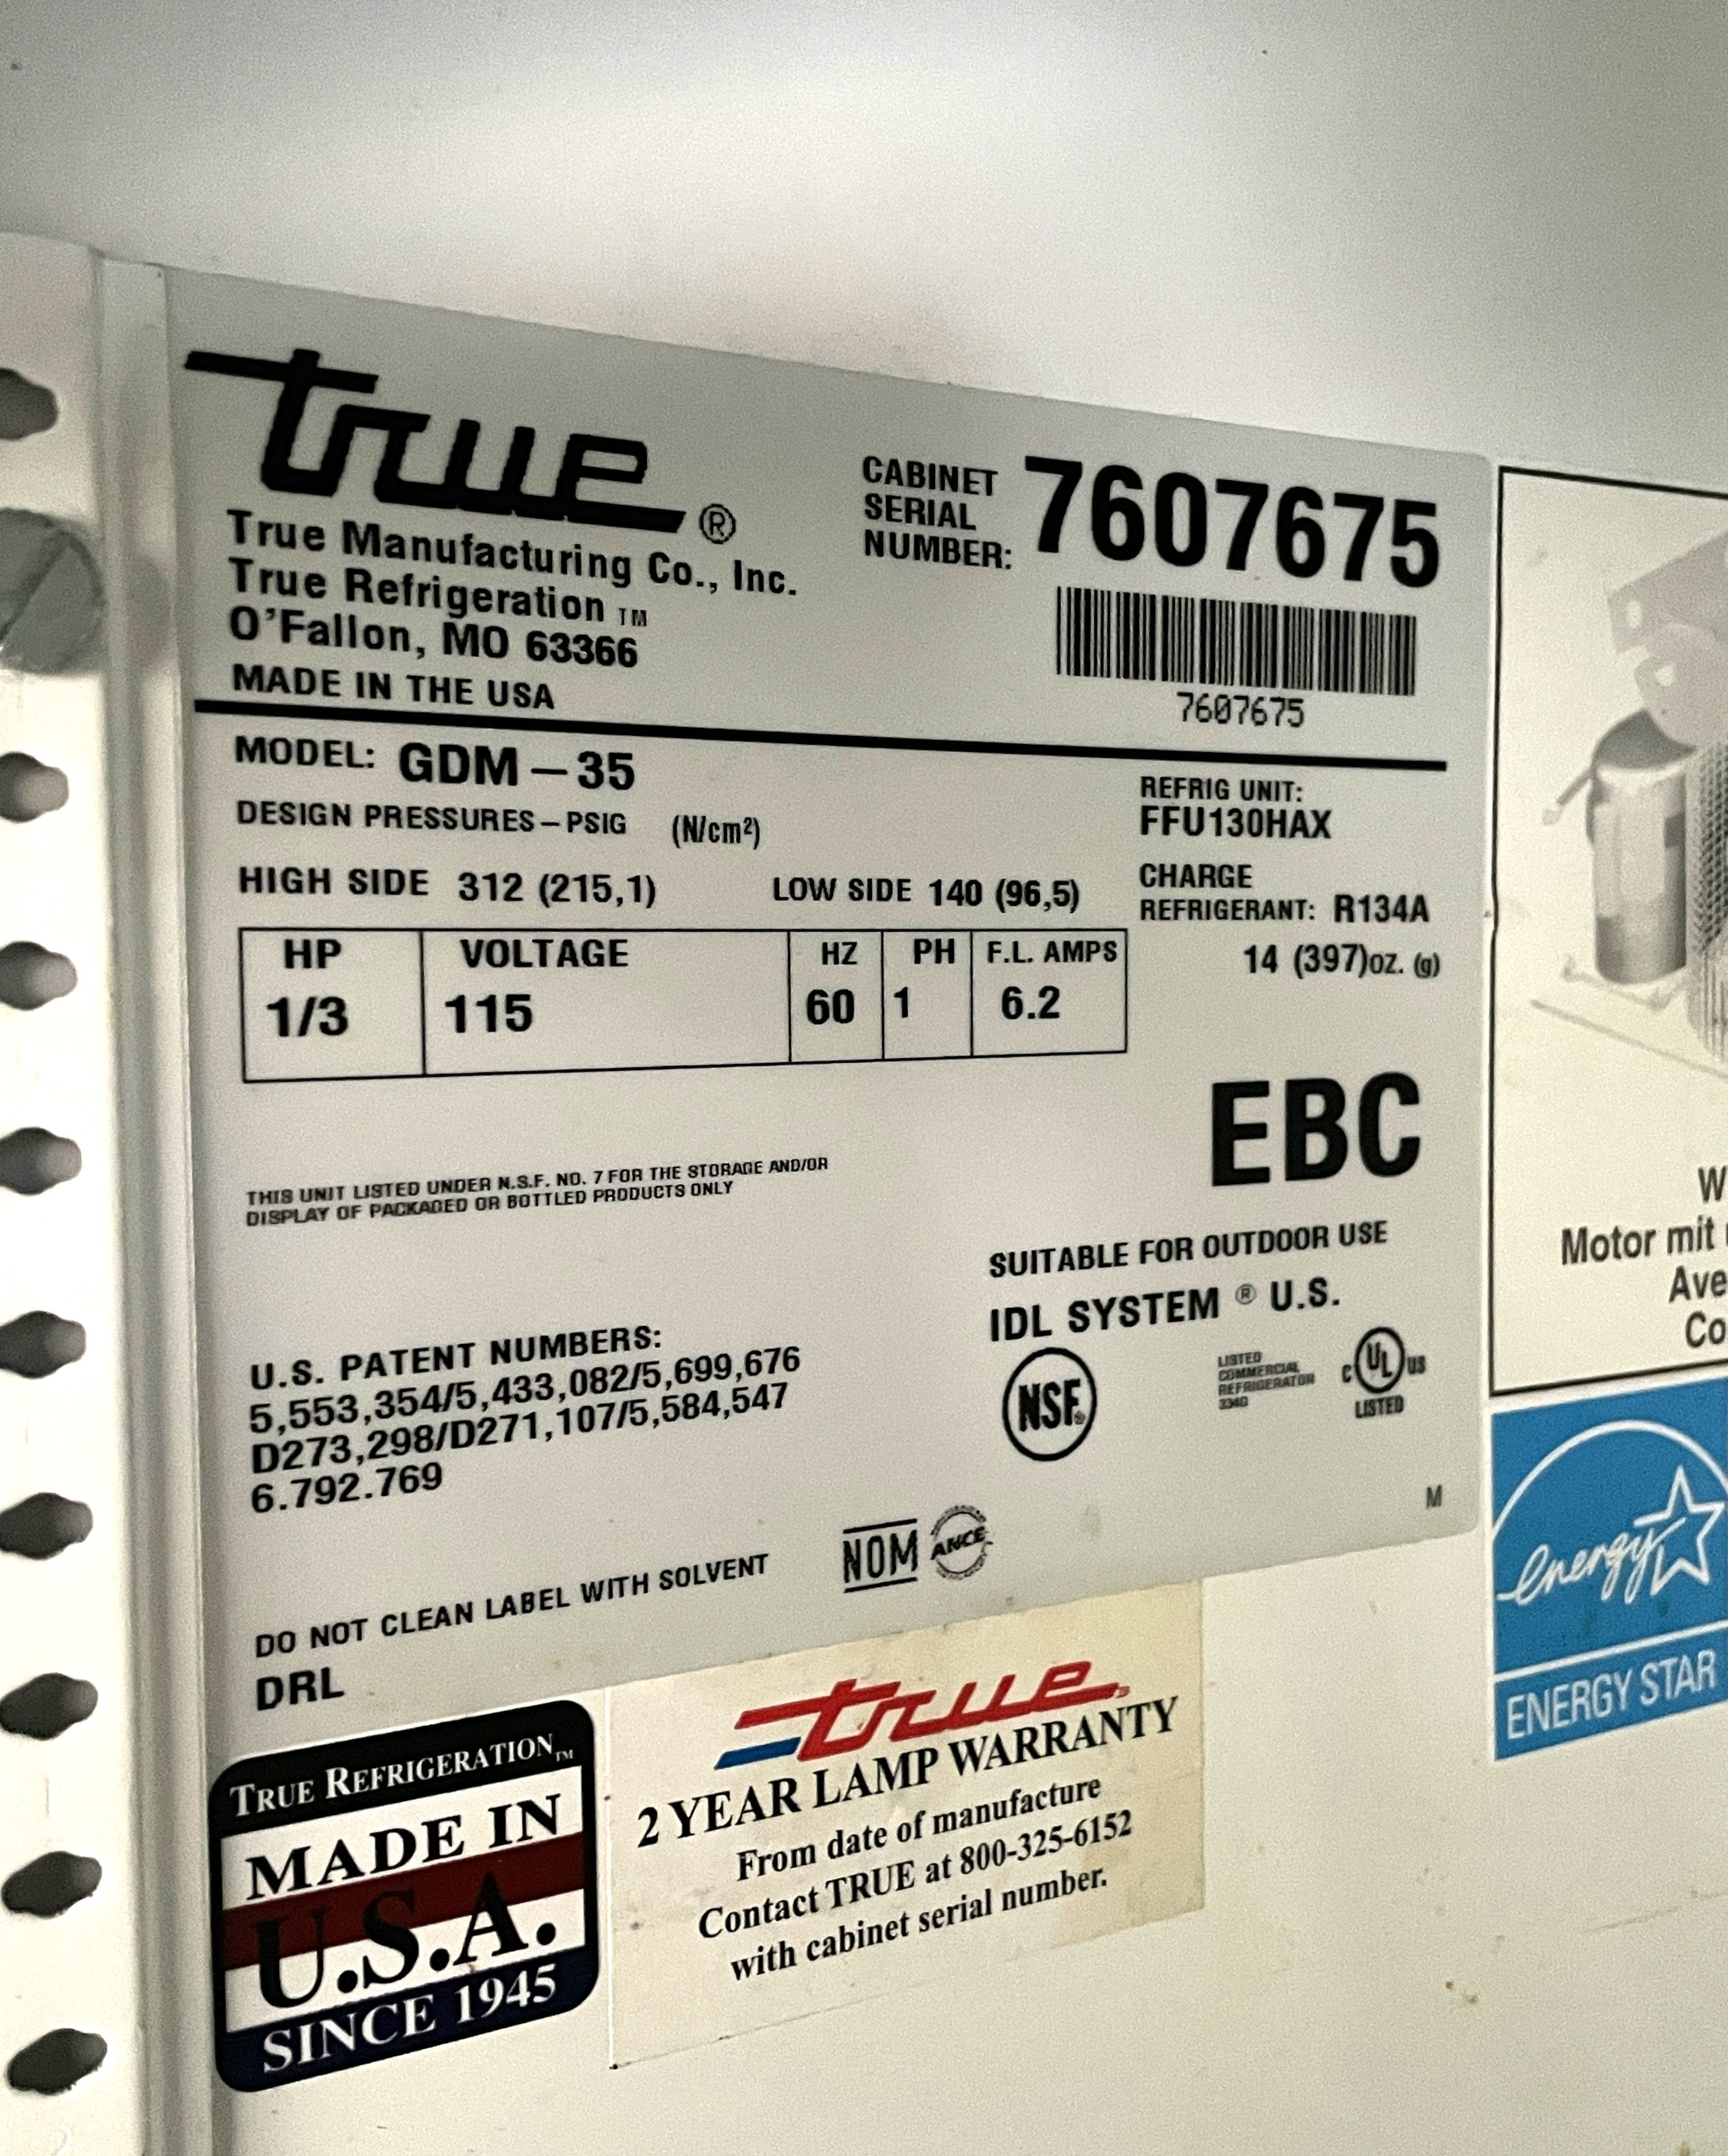 true®
True Manufacturing Co., Inc.
True Refrigeration TM
O'Fallon, MO 63366
MADE IN THE USA
CABINET
SERIAL
NUMBER:
7607675
7607675
MODEL: GDM – 35
DESIGN PRESSURES – PSIG (N/cm²)
HIGH SIDE 312 (215,1) LOW SIDE 140 (96,5)
REFRIG UNIT:
FFU130HAX
CHARGE
REFRIGERANT: R134A
14 (397)oz. (g)
HP VOLTAGE HZ PH F.L. AMPS
1/3 115 60 1 6.2
EBC
THIS UNIT LISTED UNDER N.S.F. NO. 7 FOR THE STORAGE AND/OR
DISPLAY OF PACKAGED OR BOTTLED PRODUCTS ONLY
SUITABLE FOR OUTDOOR USE
IDL SYSTEM ® U.S.
U.S. PATENT NUMBERS:
5,553,354/5,433,082/5,699,676
D273,298/D271,107/5,584,547
6.792.769
NSF®
LISTED
COMMERCIAL
REFRIGERATOR
C UL US
LISTED
M
NOM ANCE
DO NOT CLEAN LABEL WITH SOLVENT
DRL
TRUE REFRIGERATION™
MADE IN
U.S.A.
SINCE 1945
true®
2 YEAR LAMP WARRANTY
From date of manufacture
Contact TRUE at 800-325-6152
with cabinet serial number.
W
Motor mit
Ave
Co
energy
ENERGY STAR